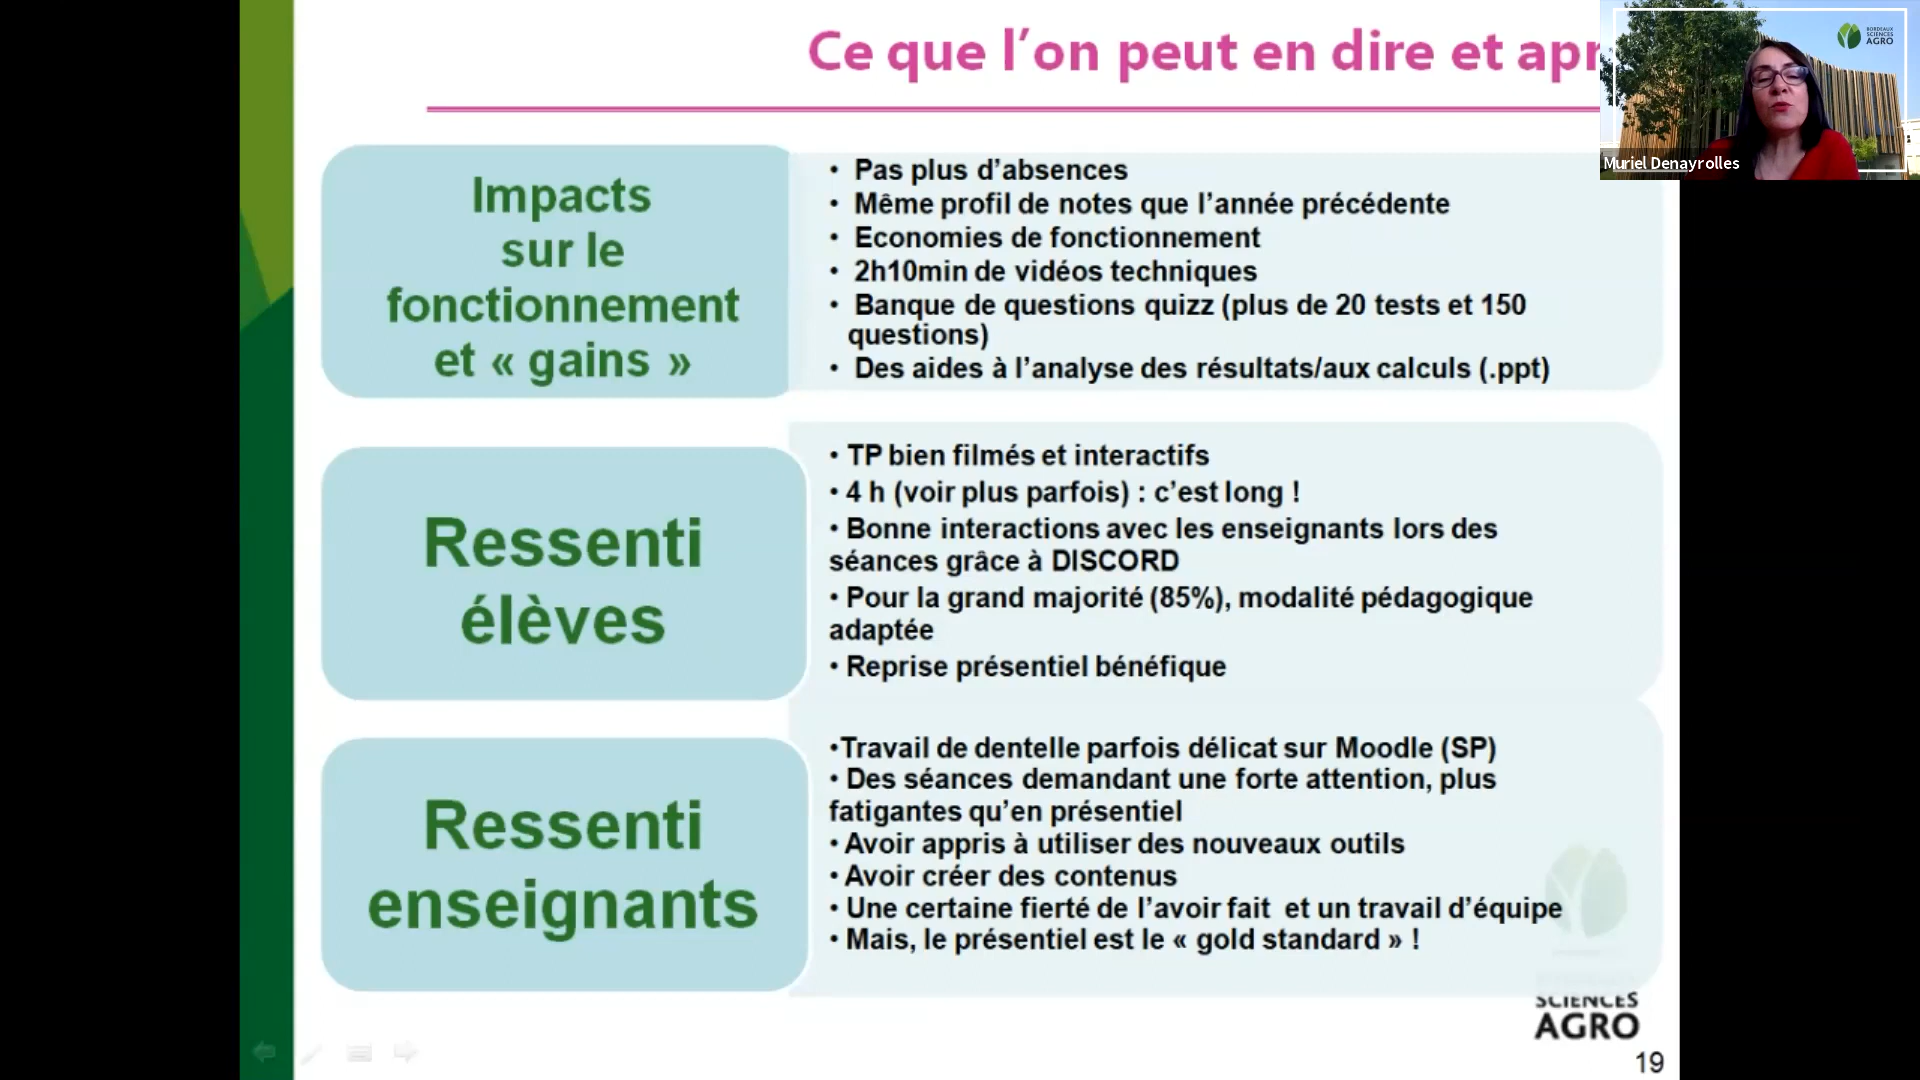 Ce que l'on peut en dire et apr
BORDEAUX
SCIENCES
AGRO
Muriel Denayrolles
Impacts
sur le
fonctionnement
et « gains »
• Pas plus d'absences
• Même profil de notes que l'année précédente
• Economies de fonctionnement
• 2h10min de vidéos techniques
• Banque de questions quizz (plus de 20 tests et 150
questions)
• Des aides à l'analyse des résultats/aux calculs (.ppt)
Ressenti
élèves
• TP bien filmés et interactifs
• 4 h (voir plus parfois) : c'est long !
• Bonne interactions avec les enseignants lors des
séances grâce à DISCORD
• Pour la grand majorité (85%), modalité pédagogique
adaptée
• Reprise présentiel bénéfique
Ressenti
enseignants
•Travail de dentelle parfois délicat sur Moodle (SP)
• Des séances demandant une forte attention, plus
fatigantes qu'en présentiel
• Avoir appris à utiliser des nouveaux outils
• Avoir créer des contenus
• Une certaine fierté de l'avoir fait et un travail d'équipe
• Mais, le présentiel est le « gold standard » !
SCIENCES
AGRO
19